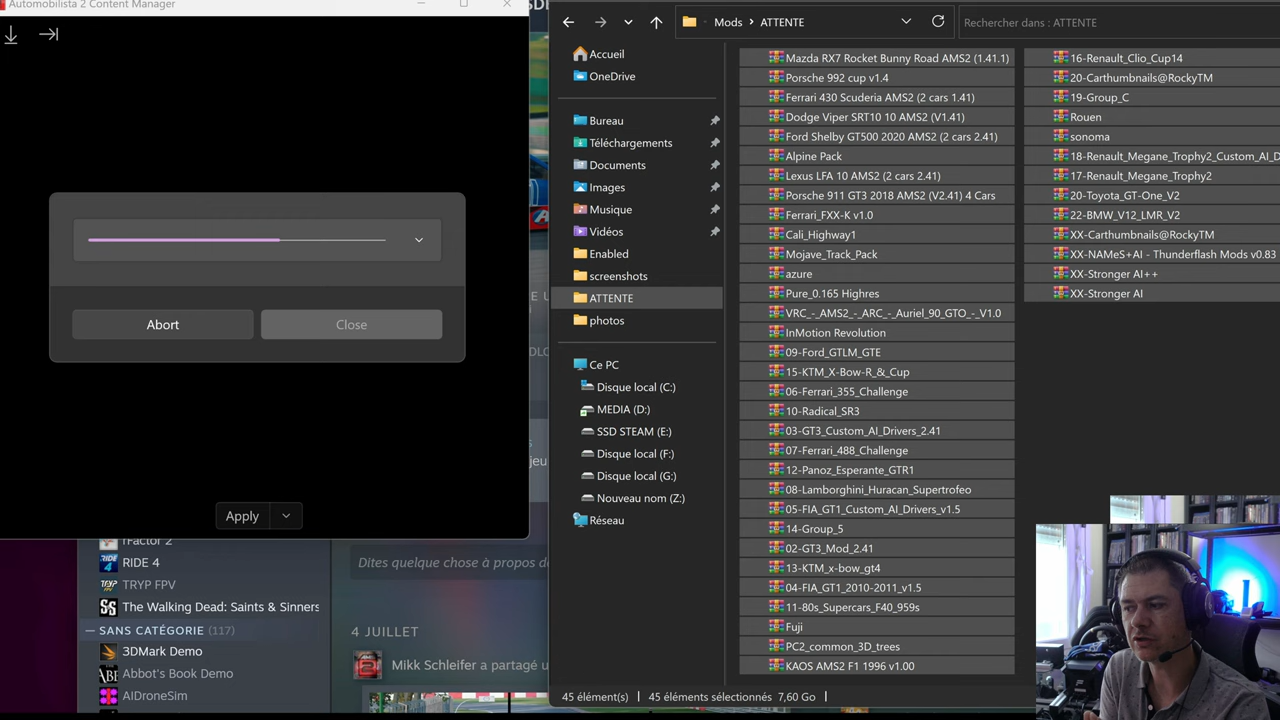 Automobilista 2 Content Manager
Abort
Close
Apply
rFactor 2
RIDE 4
TRYP FPV
The Walking Dead: Saints & Sinners
SANS CATÉGORIE (117)
3DMark Demo
Abbot's Book Demo
AIDroneSim
jeu
Dites quelque chose à propos d
4 JUILLET
Mikk Schleifer a partagé u
Mods
ATTENTE
Rechercher dans : ATTENTE
Accueil
OneDrive
Bureau
Téléchargements
Documents
Images
Musique
Vidéos
Enabled
screenshots
ATTENTE
photos
Ce PC
Disque local (C:)
MEDIA (D:)
SSD STEAM (E:)
Disque local (F:)
Disque local (G:)
Nouveau nom (Z:)
Réseau
Mazda RX7 Rocket Bunny Road AMS2 (1.41.1)
Porsche 992 cup v1.4
Ferrari 430 Scuderia AMS2 (2 cars 1.41)
Dodge Viper SRT10 10 AMS2 (V1.41)
Ford Shelby GT500 2020 AMS2 (2 cars 2.41)
Alpine Pack
Lexus LFA 10 AMS2 (2 cars 2.41)
Porsche 911 GT3 2018 AMS2 (V2.41) 4 Cars
Ferrari_FXX-K v1.0
Cali_Highway1
Mojave_Track_Pack
azure
Pure_0.165 Highres
VRC_-_AMS2_-_ARC_-_Auriel_90_GTO_-_V1.0
InMotion Revolution
09-Ford_GTLM_GTE
15-KTM_X-Bow-R_&_Cup
06-Ferrari_355_Challenge
10-Radical_SR3
03-GT3_Custom_AI_Drivers_2.41
07-Ferrari_488_Challenge
12-Panoz_Esperante_GTR1
08-Lamborghini_Huracan_Supertrofeo
05-FIA_GT1_Custom_AI_Drivers_v1.5
14-Group_5
02-GT3_Mod_2.41
13-KTM_x-bow_gt4
04-FIA_GT1_2010-2011_v1.5
11-80s_Supercars_F40_959s
Fuji
PC2_common_3D_trees
KAOS AMS2 F1 1996 v1.00
16-Renault_Clio_Cup14
20-Carthumbnails@RockyTM
19-Group_C
Rouen
sonoma
18-Renault_Megane_Trophy2_Custom_AI_D
17-Renault_Megane_Trophy2
20-Toyota_GT-One_V2
22-BMW_V12_LMR_V2
XX-Carthumbnails@RockyTM
XX-NAMeS+AI - Thunderflash Mods v0.83
XX-Stronger AI++
XX-Stronger AI
45 élément(s)
45 éléments sélectionnés 7,60 Go